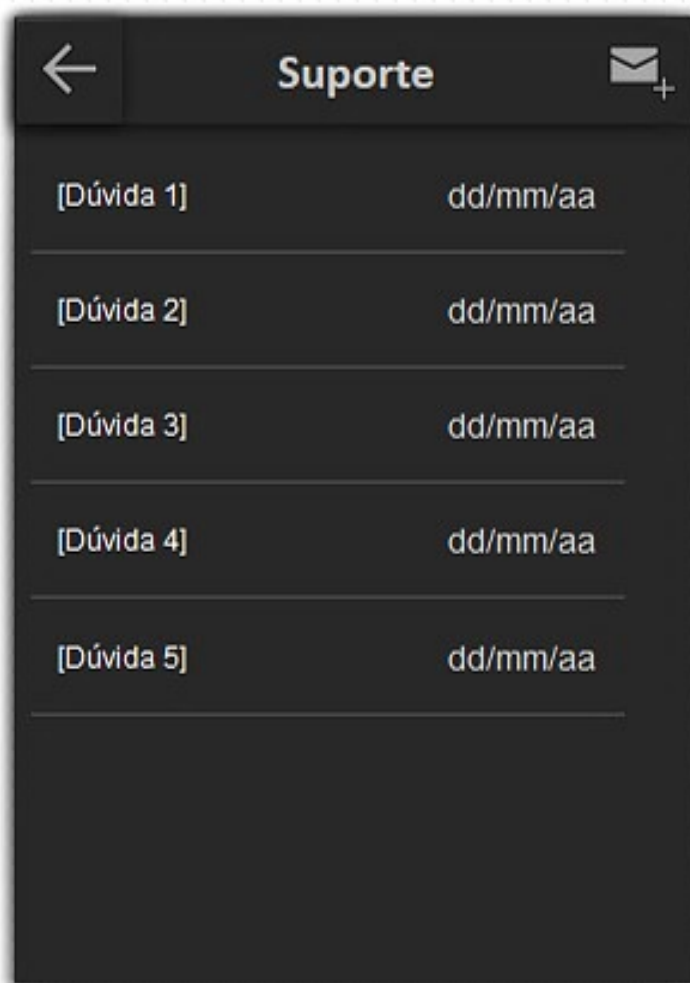 Suporte
[Dúvida 1] dd/mm/aa
[Dúvida 2] dd/mm/aa
[Dúvida 3] dd/mm/aa
[Dúvida 4] dd/mm/aa
[Dúvida 5] dd/mm/aa